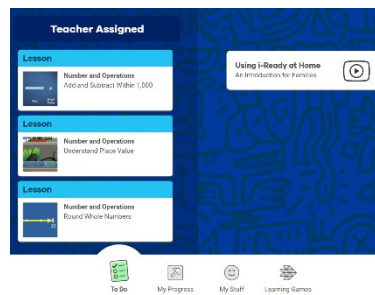 Teacher Assigned
Lesson
Number and Operations
Add and Subtract Within 1,000
Lesson
Number and Operations
Understand Place Value
Lesson
Number and Operations
Round Whole Numbers
Using i-Ready at Home
An Introduction for Families
To Do
My Progress
My Stuff
Learning Games